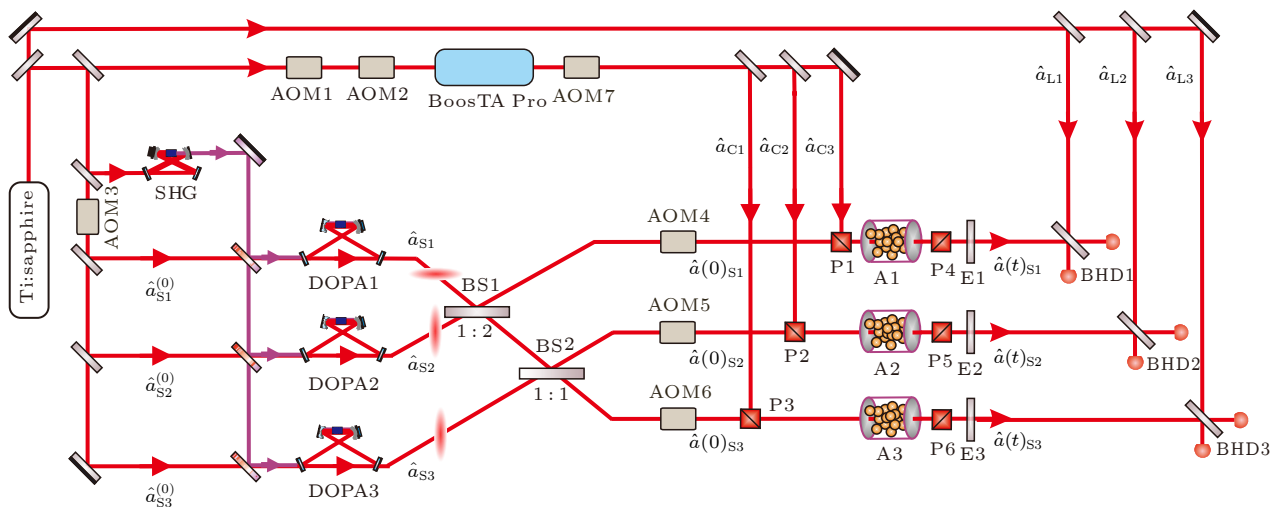 â_L1
â_L2
â_L3
AOM1
AOM2
BoosTA Pro
AOM7
â_C1
â_C2
â_C3
Ti:sapphire
AOM3
SHG
â_S1^(0)
DOPA1
â_S1
BS1
1:2
AOM4
â(0)_S1
P1
A1
P4
E1
â(t)_S1
BHD1
â_S2^(0)
DOPA2
â_S2
BS2
1:1
AOM5
â(0)_S2
P2
A2
P5
E2
â(t)_S2
BHD2
â_S3^(0)
DOPA3
â_S3
AOM6
â(0)_S3
P3
A3
P6
E3
â(t)_S3
BHD3